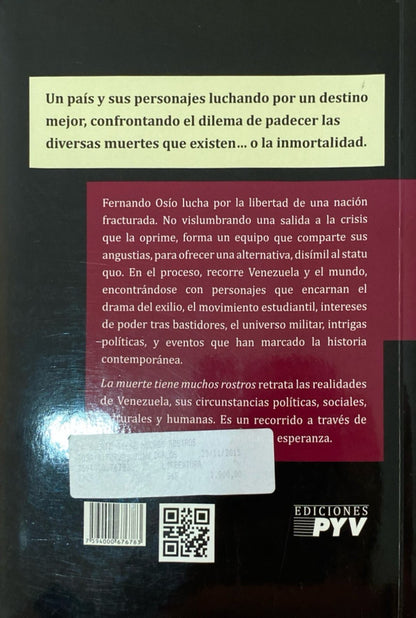 Un país y sus personajes luchando por un destino
mejor, confrontando el dilema de padecer las
diversas muertes que existen... o la inmortalidad.
Fernando Osío lucha por la libertad de una nación
fracturada. No vislumbrando una salida a la crisis
que la oprime, forma un equipo que comparte sus
angustias, para ofrecer una alternativa, disímil al statu
quo. En el proceso, recorre Venezuela y el mundo,
encontrándose con personajes que encarnan el
drama del exilio, el movimiento estudiantil, intereses
de poder tras bastidores, el universo militar, intrigas
políticas, y eventos que han marcado la historia
contemporánea.
La muerte tiene muchos rostros retrata las realidades
de Venezuela, sus circunstancias políticas, sociales,
culturales y humanas. Es un recorrido a través de
esperanza.
23/11/2015
7594000676763
EDICIONES
PYV